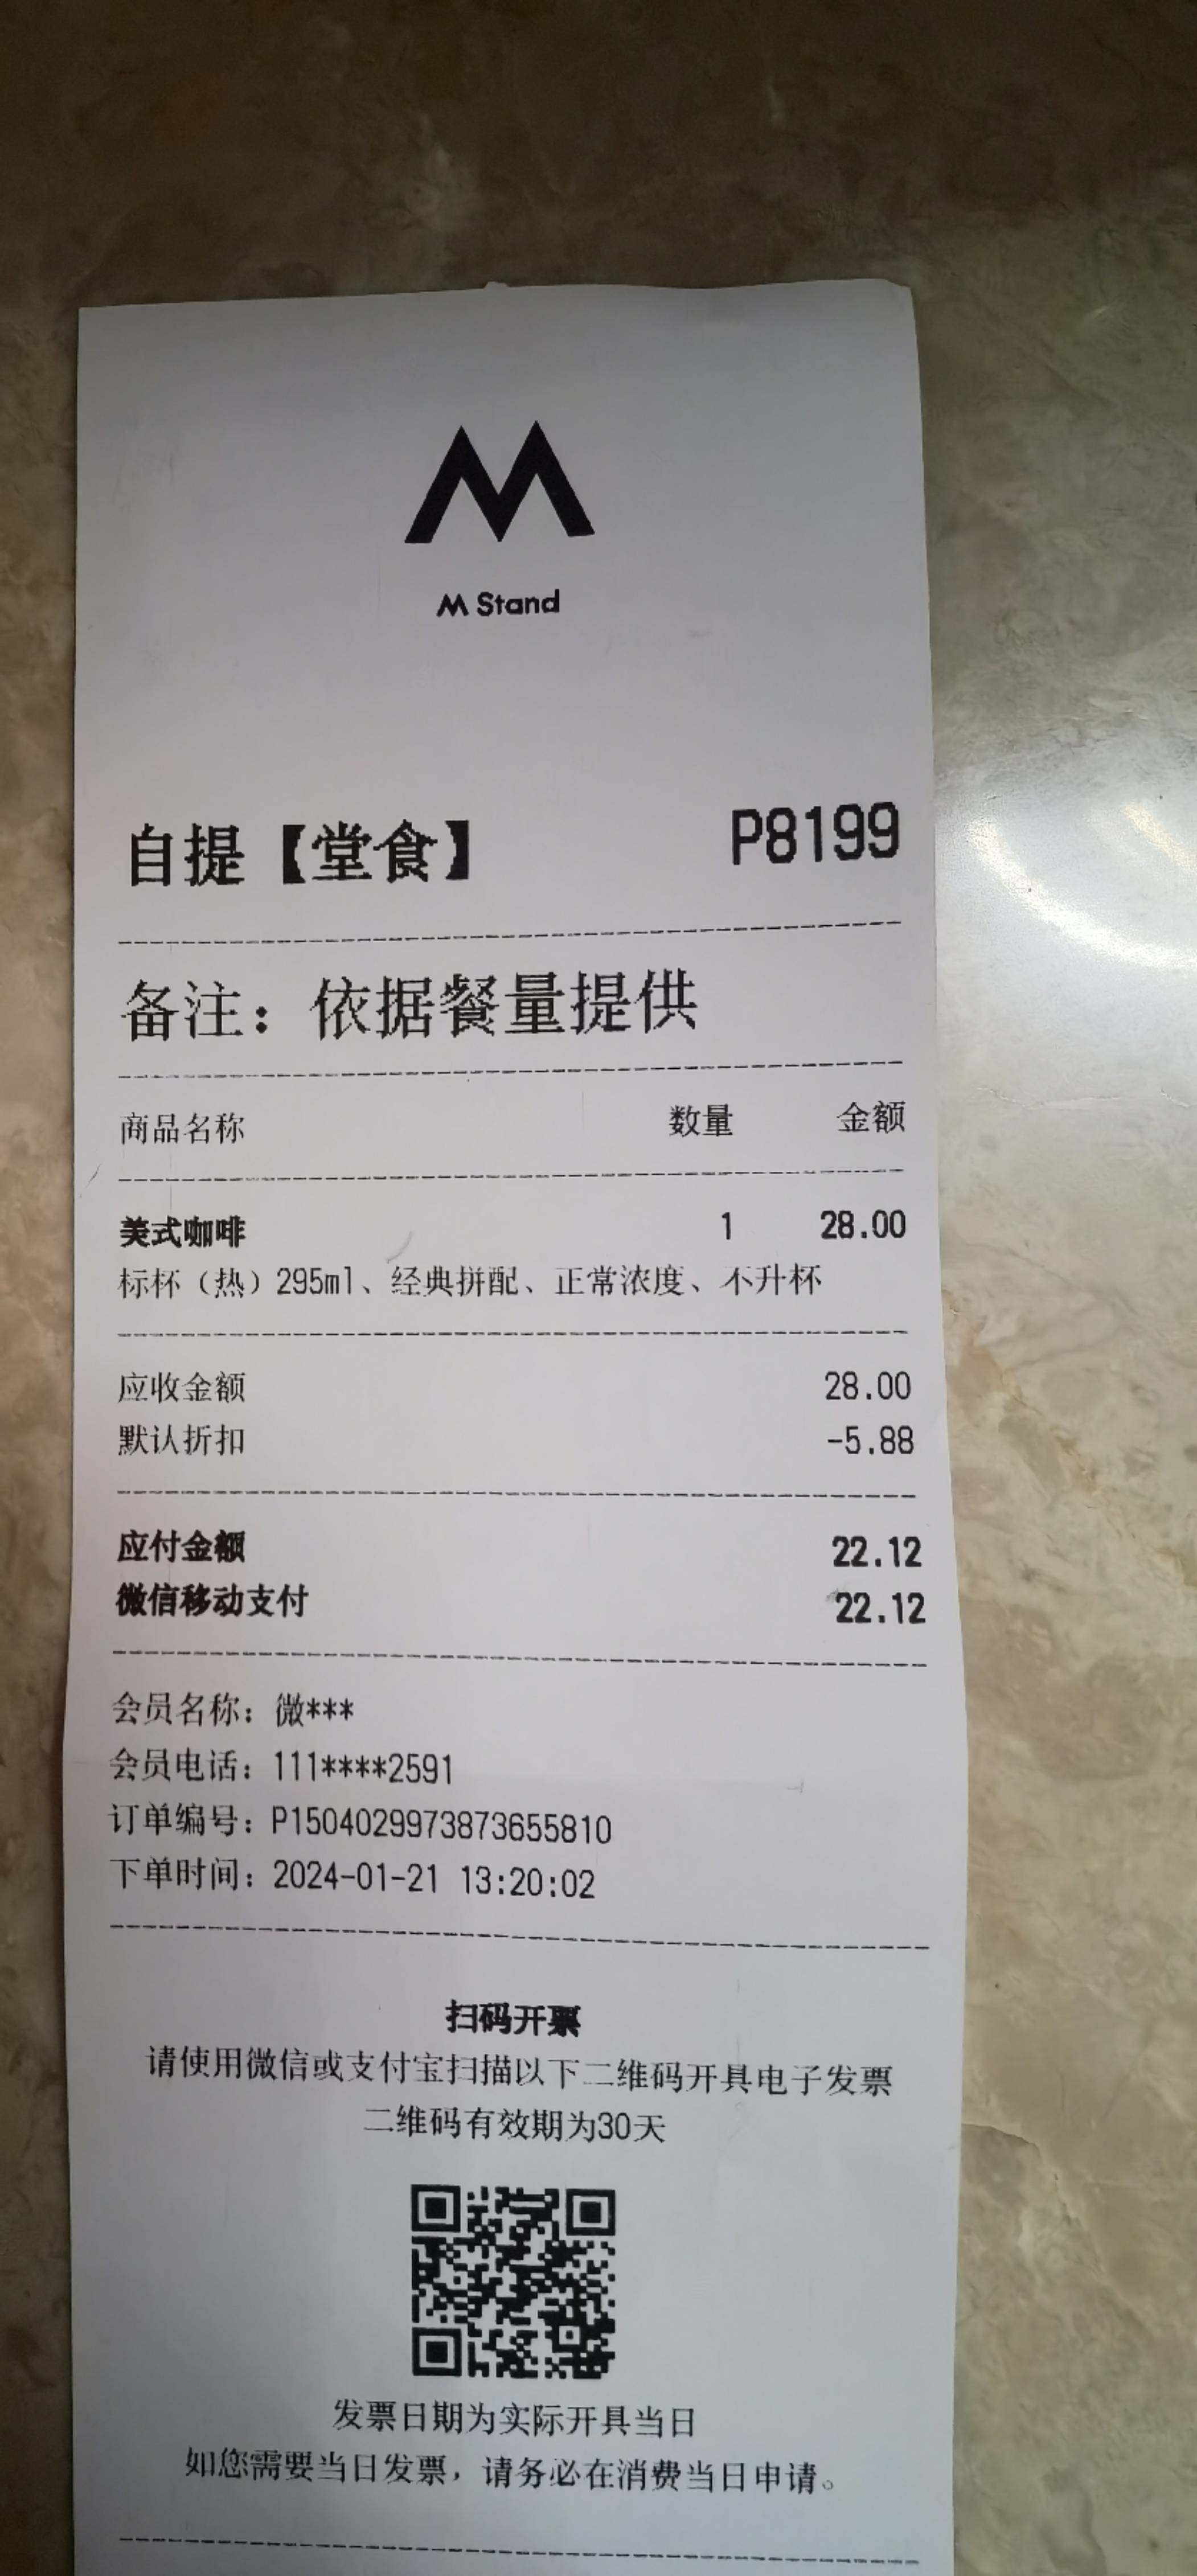 M Stand
自提【堂食】 P8199
备注：依据餐量提供
商品名称 数量 金额
美式咖啡 1 28.00
标杯（热）295ml、经典拼配、正常浓度、不升杯
应收金额 28.00
默认折扣 -5.88
应付金额 22.12
微信移动支付 22.12
会员名称：微***
会员电话：111****2591
订单编号：P1504029973873655810
下单时间：2024-01-21 13:20:02
扫码开票
请使用微信或支付宝扫描以下二维码开具电子发票
二维码有效期为30天
发票日期为实际开具当日
如您需要当日发票，请务必在消费当日申请。